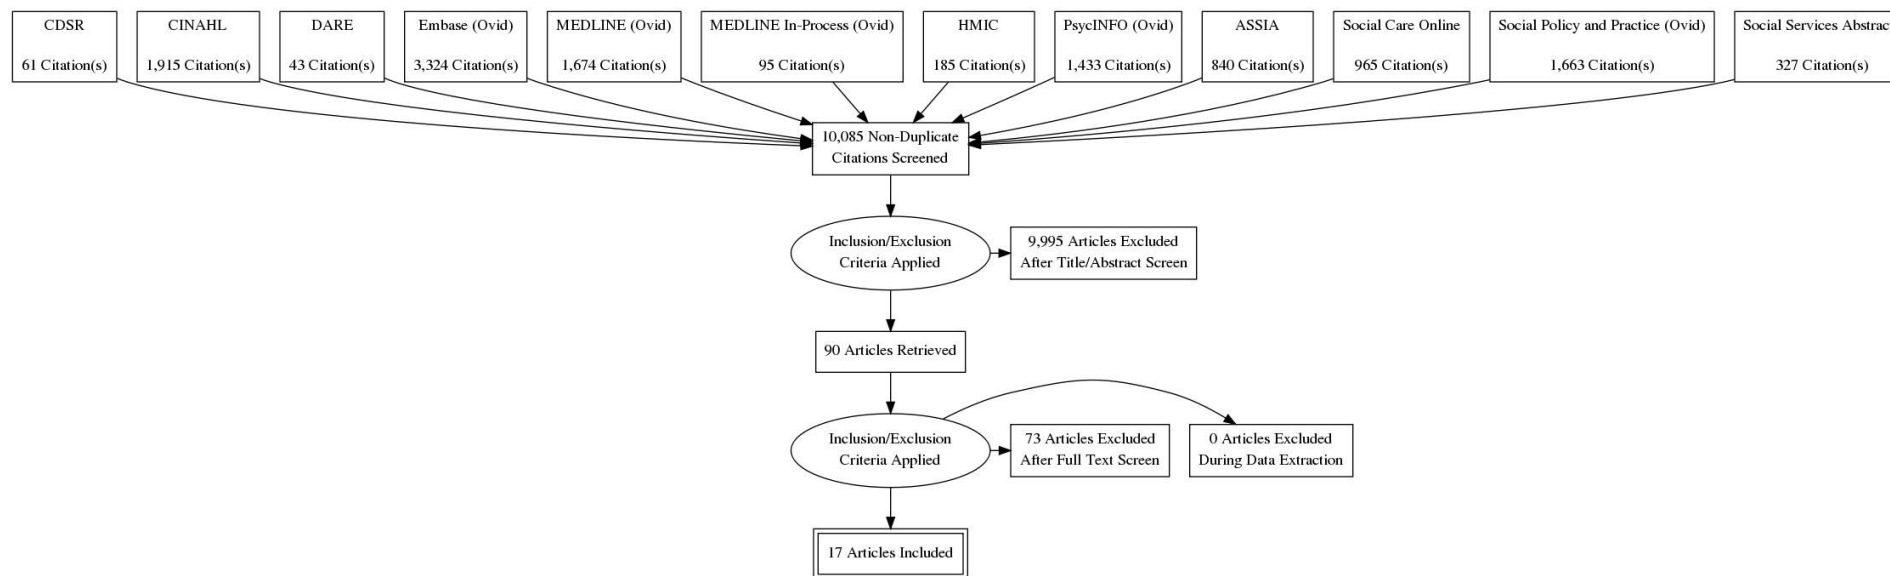 CDSR
61 Citation(s)
CINAHL
1,915 Citation(s)
DARE
43 Citation(s)
Embase (Ovid)
3,324 Citation(s)
MEDLINE (Ovid)
1,674 Citation(s)
MEDLINE In-Process (Ovid)
95 Citation(s)
HMIC
185 Citation(s)
PsycINFO (Ovid)
1,433 Citation(s)
ASSIA
840 Citation(s)
Social Care Online
965 Citation(s)
Social Policy and Practice (Ovid)
1,663 Citation(s)
Social Services Abstrac
327 Citation(s)
10,085 Non-Duplicate
Citations Screened
Inclusion/Exclusion
Criteria Applied
9,995 Articles Excluded
After Title/Abstract Screen
90 Articles Retrieved
Inclusion/Exclusion
Criteria Applied
73 Articles Excluded
After Full Text Screen
0 Articles Excluded
During Data Extraction
17 Articles Included